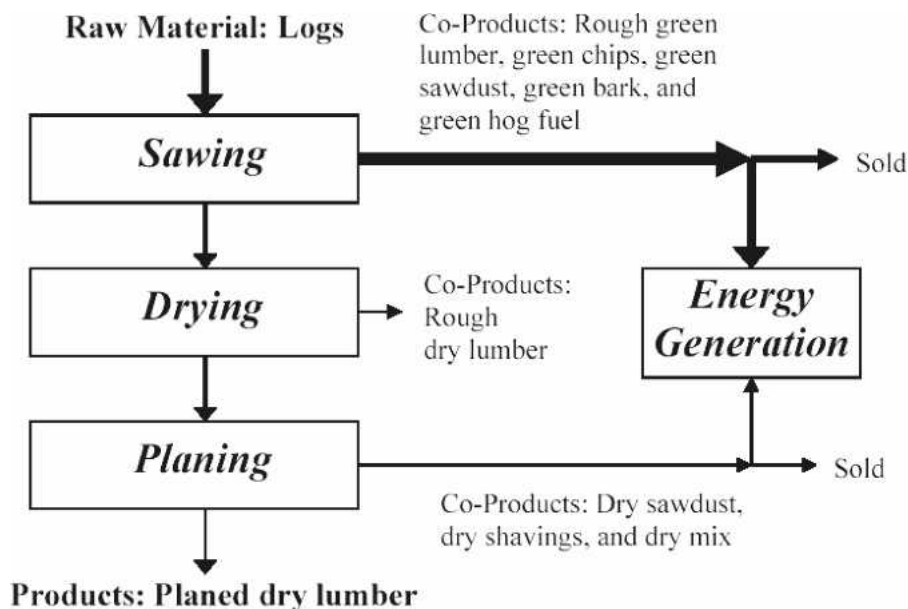 Raw Material: Logs
Co-Products: Rough green
lumber, green chips, green
sawdust, green bark, and
green hog fuel
Sawing
Sold
Drying
Co-Products:
Rough
dry lumber
Energy
Generation
Planing
Sold
Co-Products: Dry sawdust,
dry shavings, and dry mix
Products: Planed dry lumber